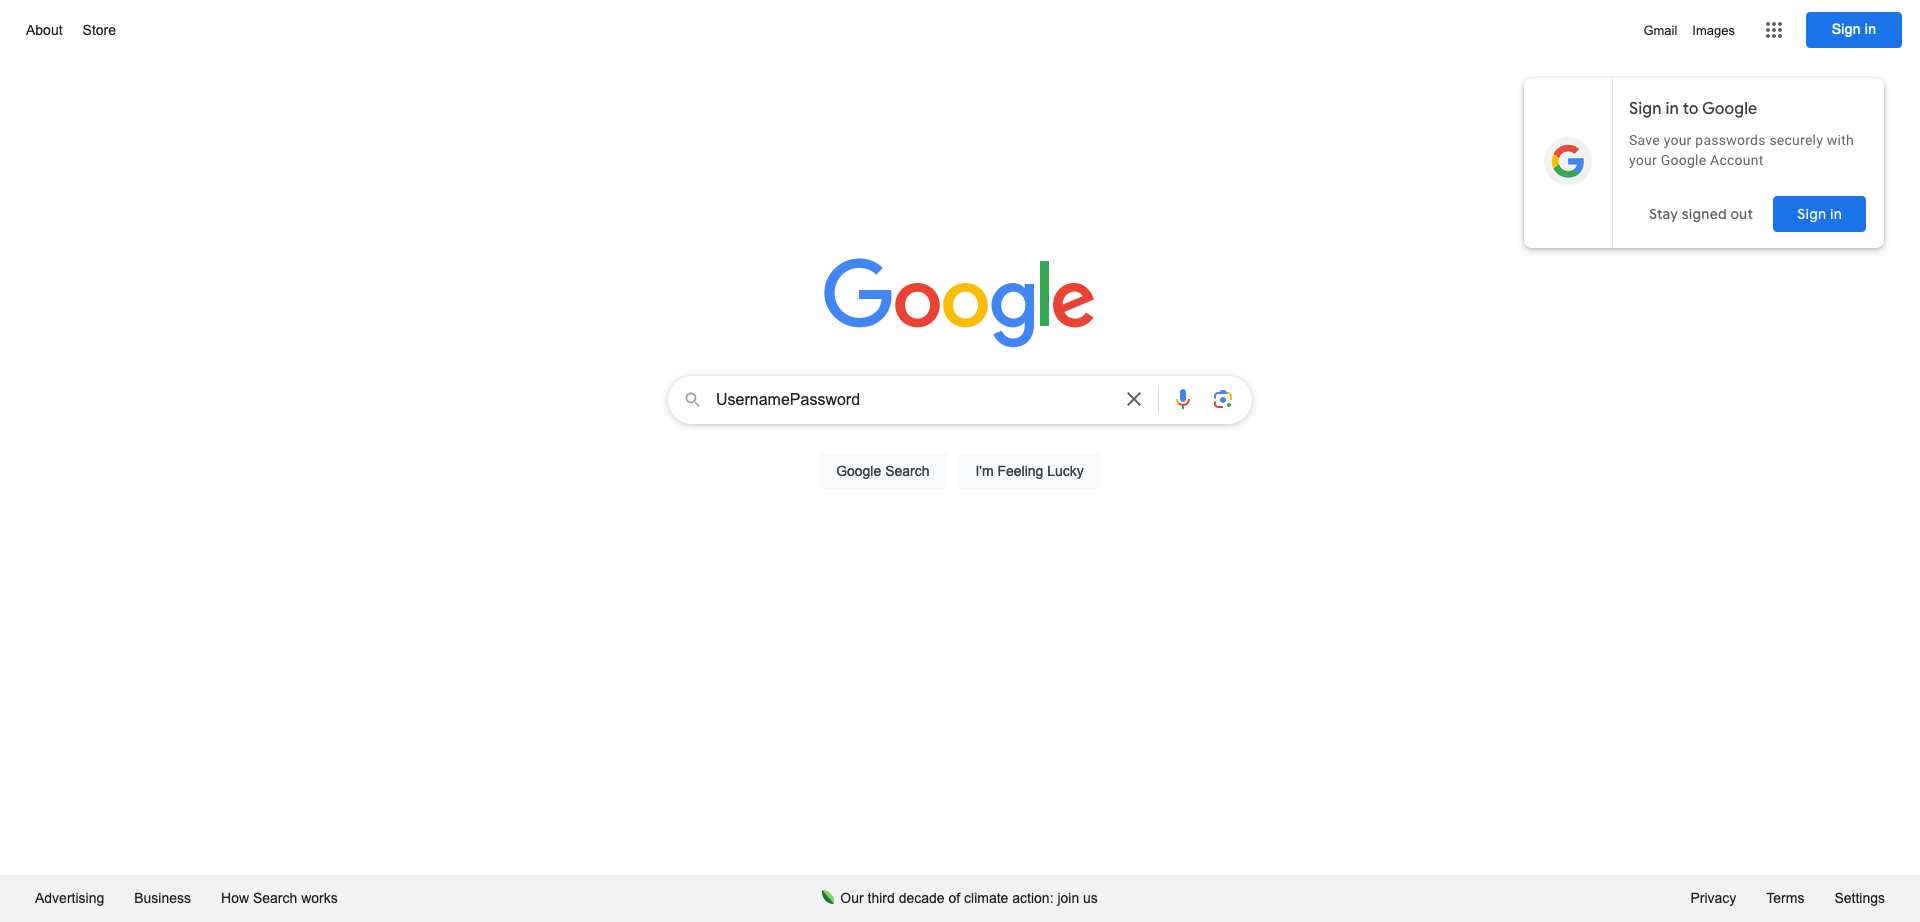 About Store
Gmail Images Sign in
Sign in to Google
Save your passwords securely with
your Google Account
Stay signed out Sign in
Google
UsernamePassword
Google Search I'm Feeling Lucky
Advertising Business How Search works
Our third decade of climate action: join us
Privacy Terms Settings